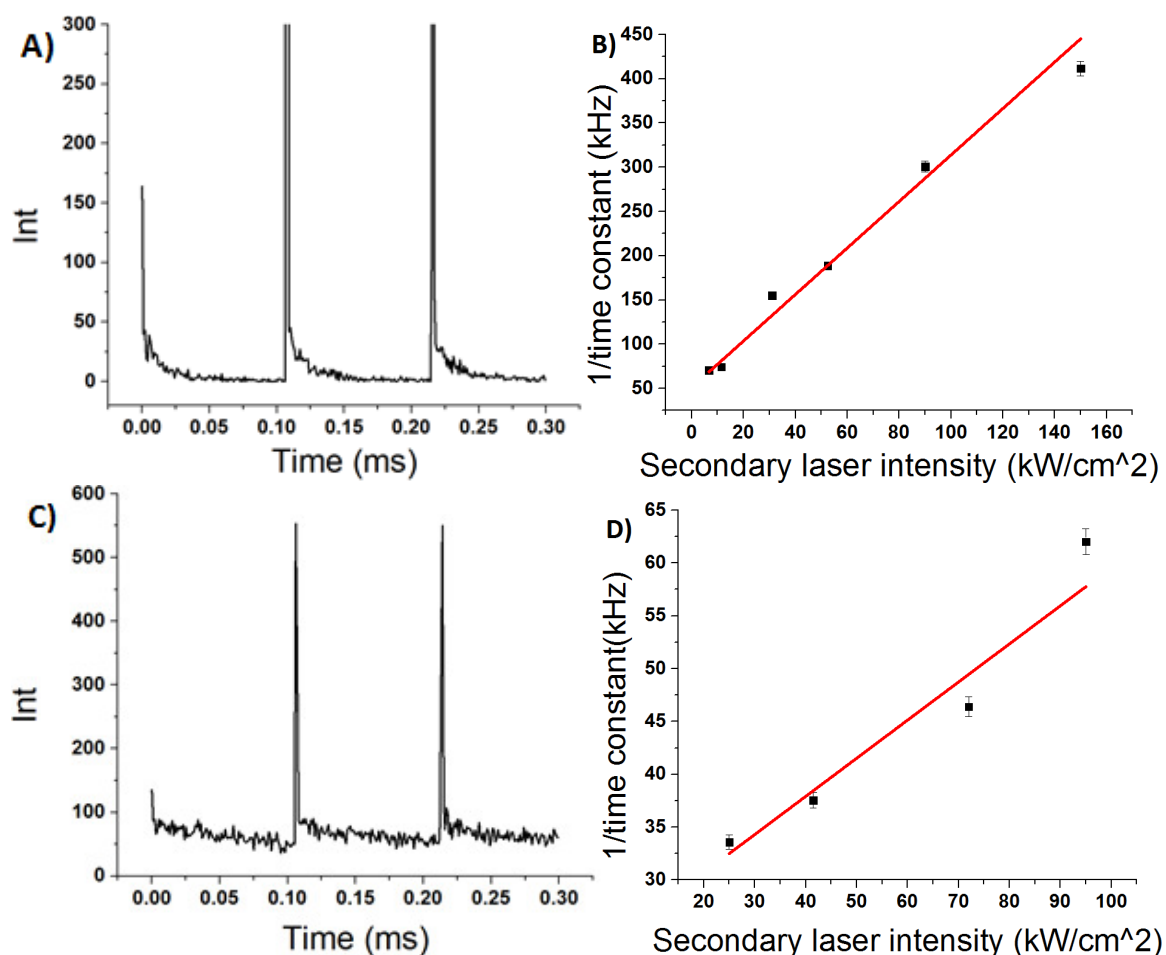 A)
300
250
200
150
100
50
0
Int
0.00 0.05 0.10 0.15 0.20 0.25 0.30
Time (ms)
B)
450
400
350
300
250
200
150
100
50
1/time constant (kHz)
0 20 40 60 80 100 120 140 160
Secondary laser intensity (kW/cm^2)
C)
600
500
400
300
200
100
0
Int
0.00 0.05 0.10 0.15 0.20 0.25 0.30
Time (ms)
D)
65
60
55
50
45
40
35
30
1/time constant(kHz)
20 30 40 50 60 70 80 90 100
Secondary laser intensity (kW/cm^2)